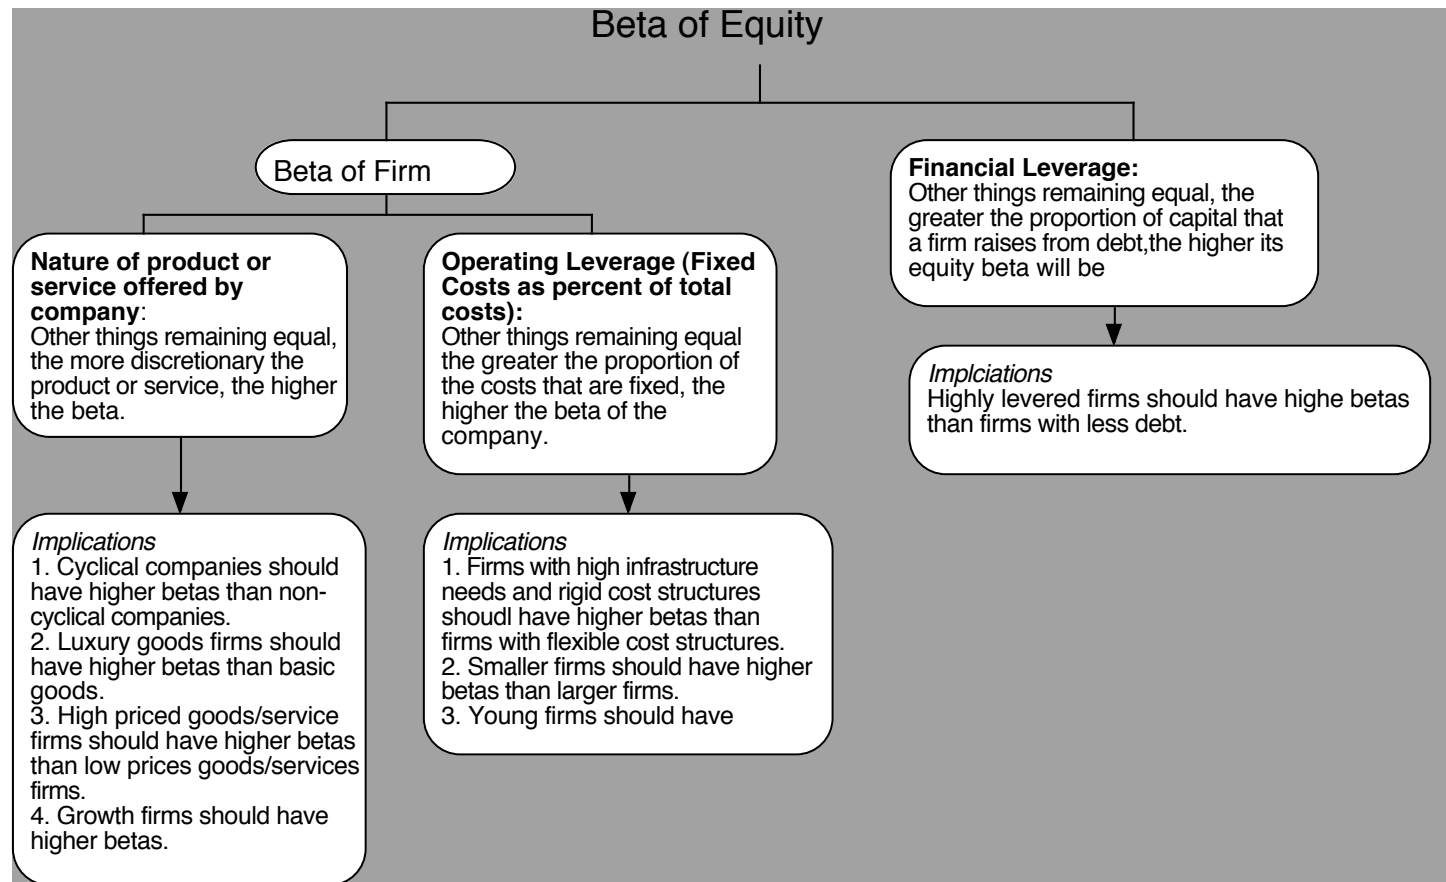 Beta of Equity
Beta of Firm
Nature of product or
service offered by
company:
Other things remaining equal,
the more discretionary the
product or service, the higher
the beta.
Operating Leverage (Fixed
Costs as percent of total
costs):
Other things remaining equal
the greater the proportion of
the costs that are fixed, the
higher the beta of the
company.
Financial Leverage:
Other things remaining equal, the
greater the proportion of capital that
a firm raises from debt,the higher its
equity beta will be
Implications
1. Cyclical companies should
have higher betas than non-
cyclical companies.
2. Luxury goods firms should
have higher betas than basic
goods.
3. High priced goods/service
firms should have higher betas
than low prices goods/services
firms.
4. Growth firms should have
higher betas.
Implications
1. Firms with high infrastructure
needs and rigid cost structures
shoudl have higher betas than
firms with flexible cost structures.
2. Smaller firms should have higher
betas than larger firms.
3. Young firms should have
Implciations
Highly levered firms should have highe betas
than firms with less debt.